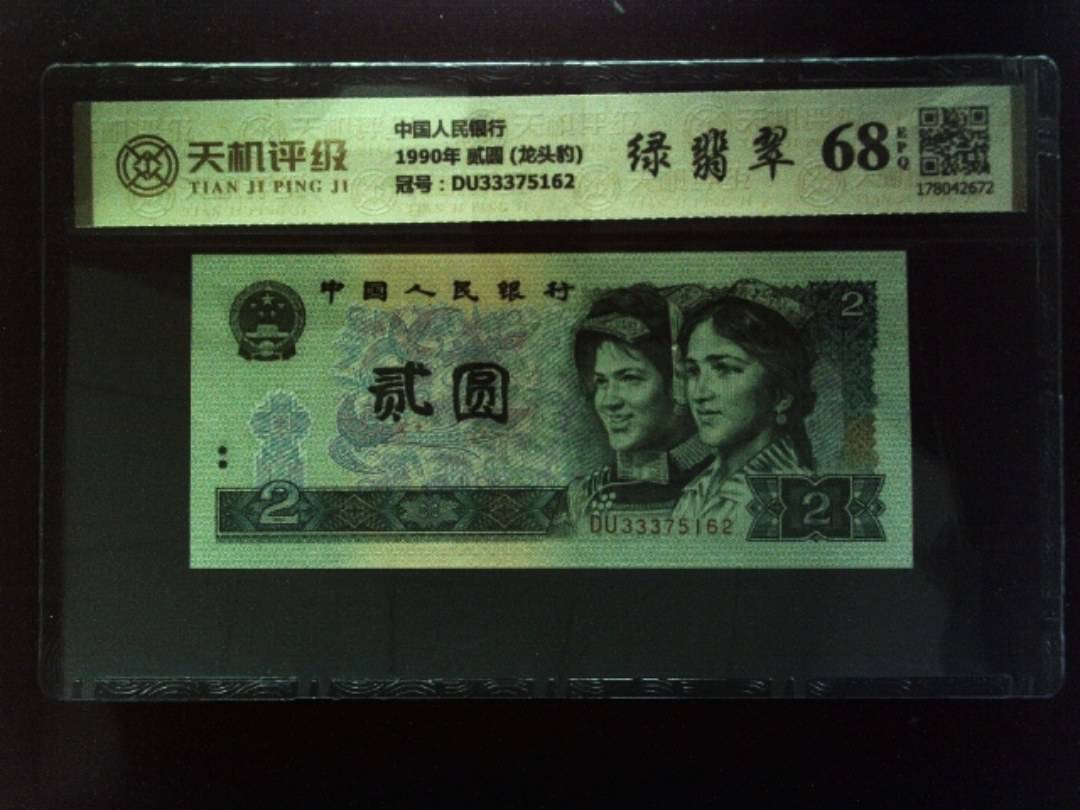 天机评级
TIAN JI PING JI
中国人民银行
1990年 贰圆 (龙头豹)
冠号：DU33375162
绿翡翠
68
EPQ
178042672
中国人民银行
2
贰圆
2
DU33375162
2